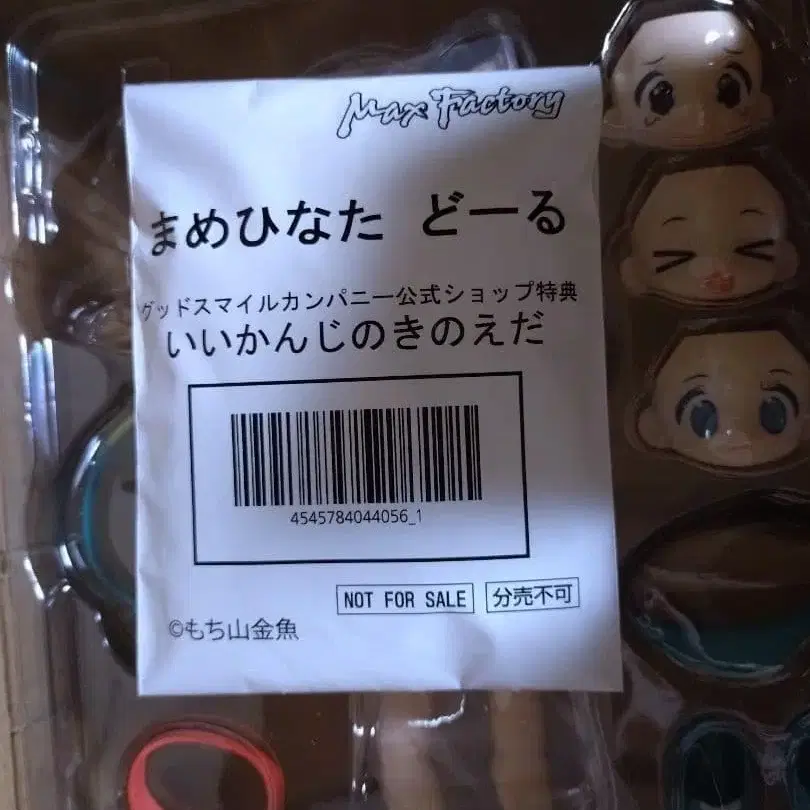 Max Factory
まめひなた どーる
グッドスマイルカンパニー公式ショップ特典
いいかんじのきのえだ
4545784044056_1
NOT FOR SALE 分売不可
©もち山金魚